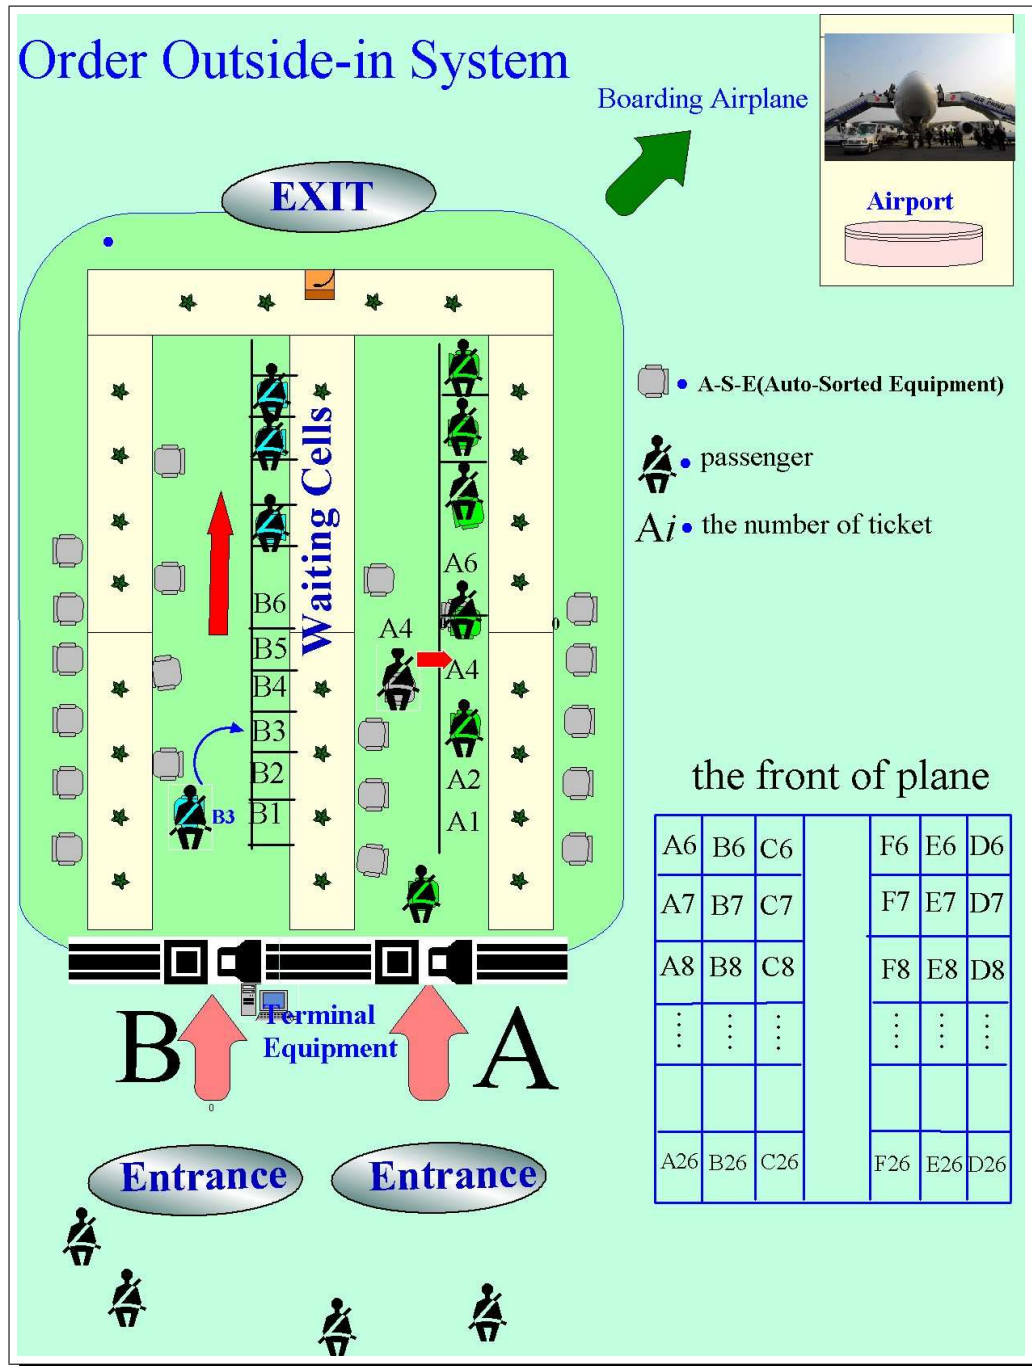 Order Outside-in System
Boarding Airplane
EXIT
Airport
A-S-E(Auto-Sorted Equipment)
passenger
Ai the number of ticket
Waiting Cells
B6
B5
B4
B3
B2
B1
B3
A6
A4
A4
A2
A1
0
the front of plane
A6 B6 C6 F6 E6 D6
A7 B7 C7 F7 E7 D7
A8 B8 C8 F8 E8 D8
A26 B26 C26 F26 E26 D26
B
Terminal
Equipment
A
0
Entrance
Entrance